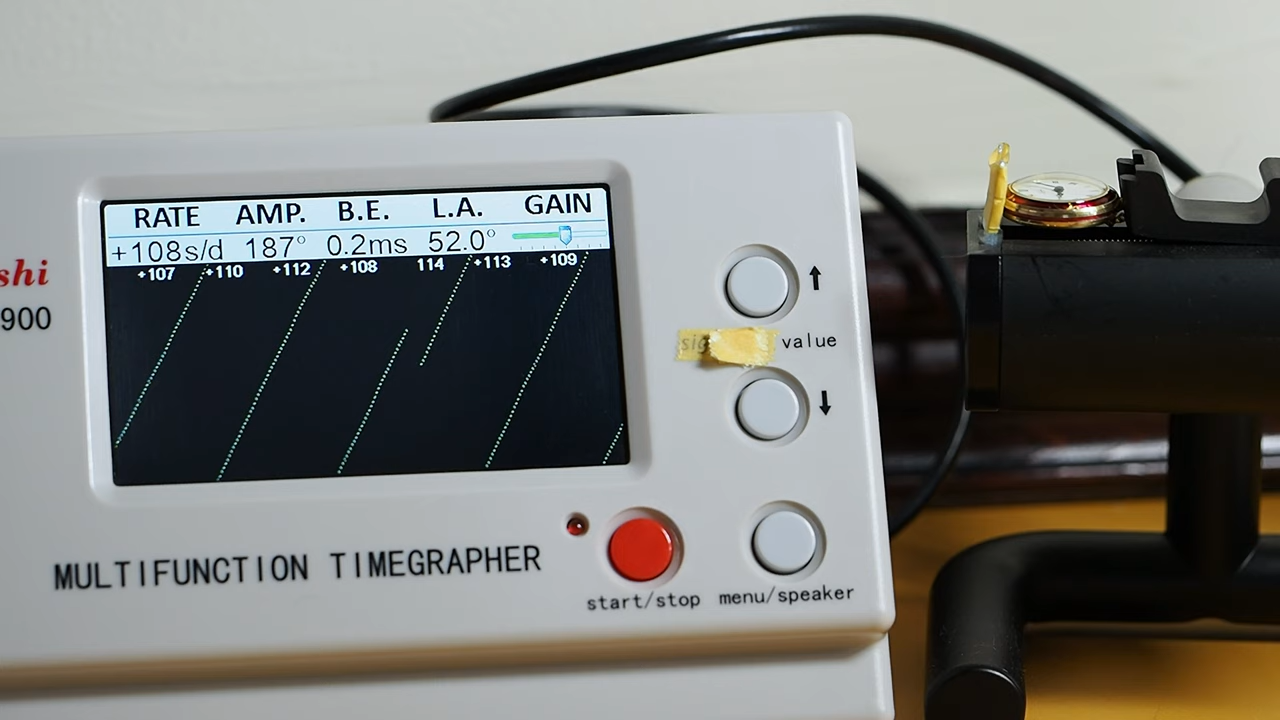 RATE AMP. B.E. L.A. GAIN
+108s/d 187° 0.2ms 52.0°
+107 +110 +112 +108 114 +113 +109
shi
900
value
MULTIFUNCTION TIMEGRAPHER
start/stop menu/speaker